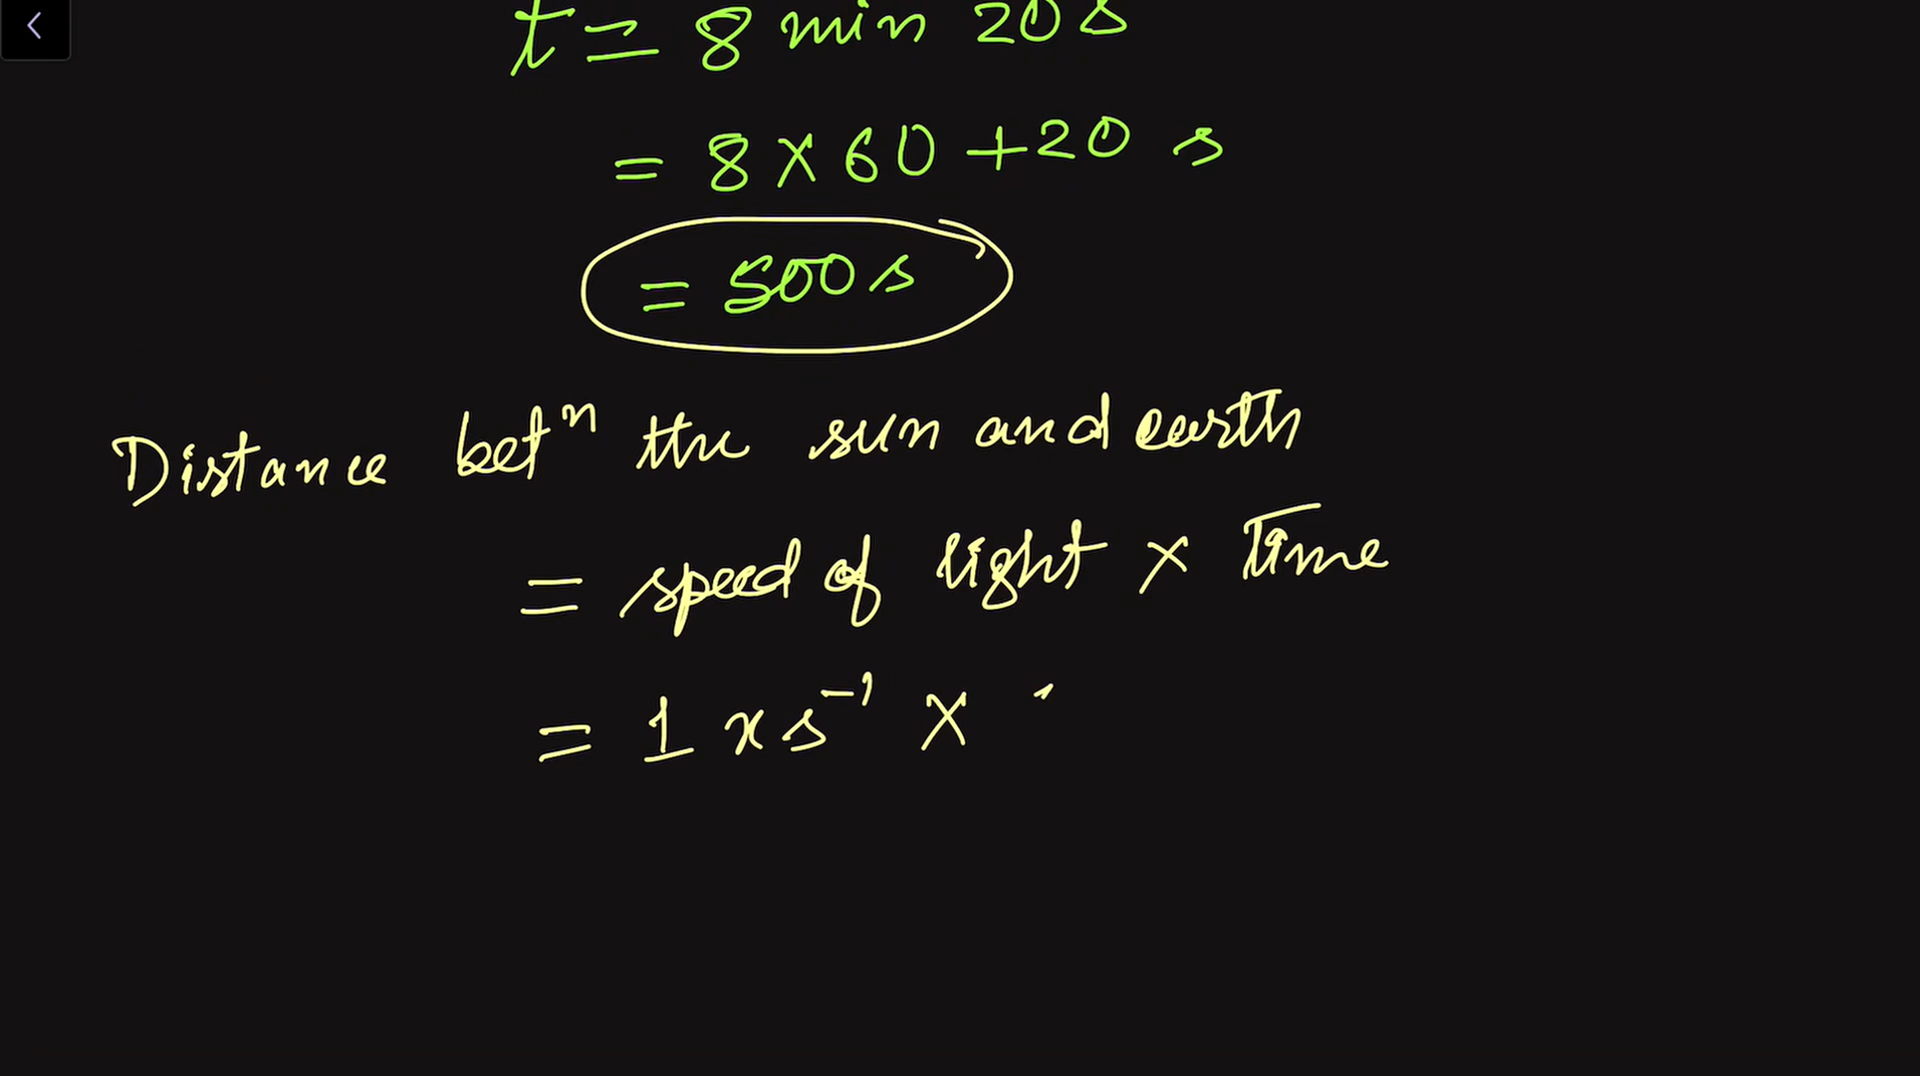 t = 8 min 20 s
= 8 × 60 + 20 s
= 500 s
Distance betⁿ the sun and earth
= speed of light × Time
= 1 x s⁻¹ ×